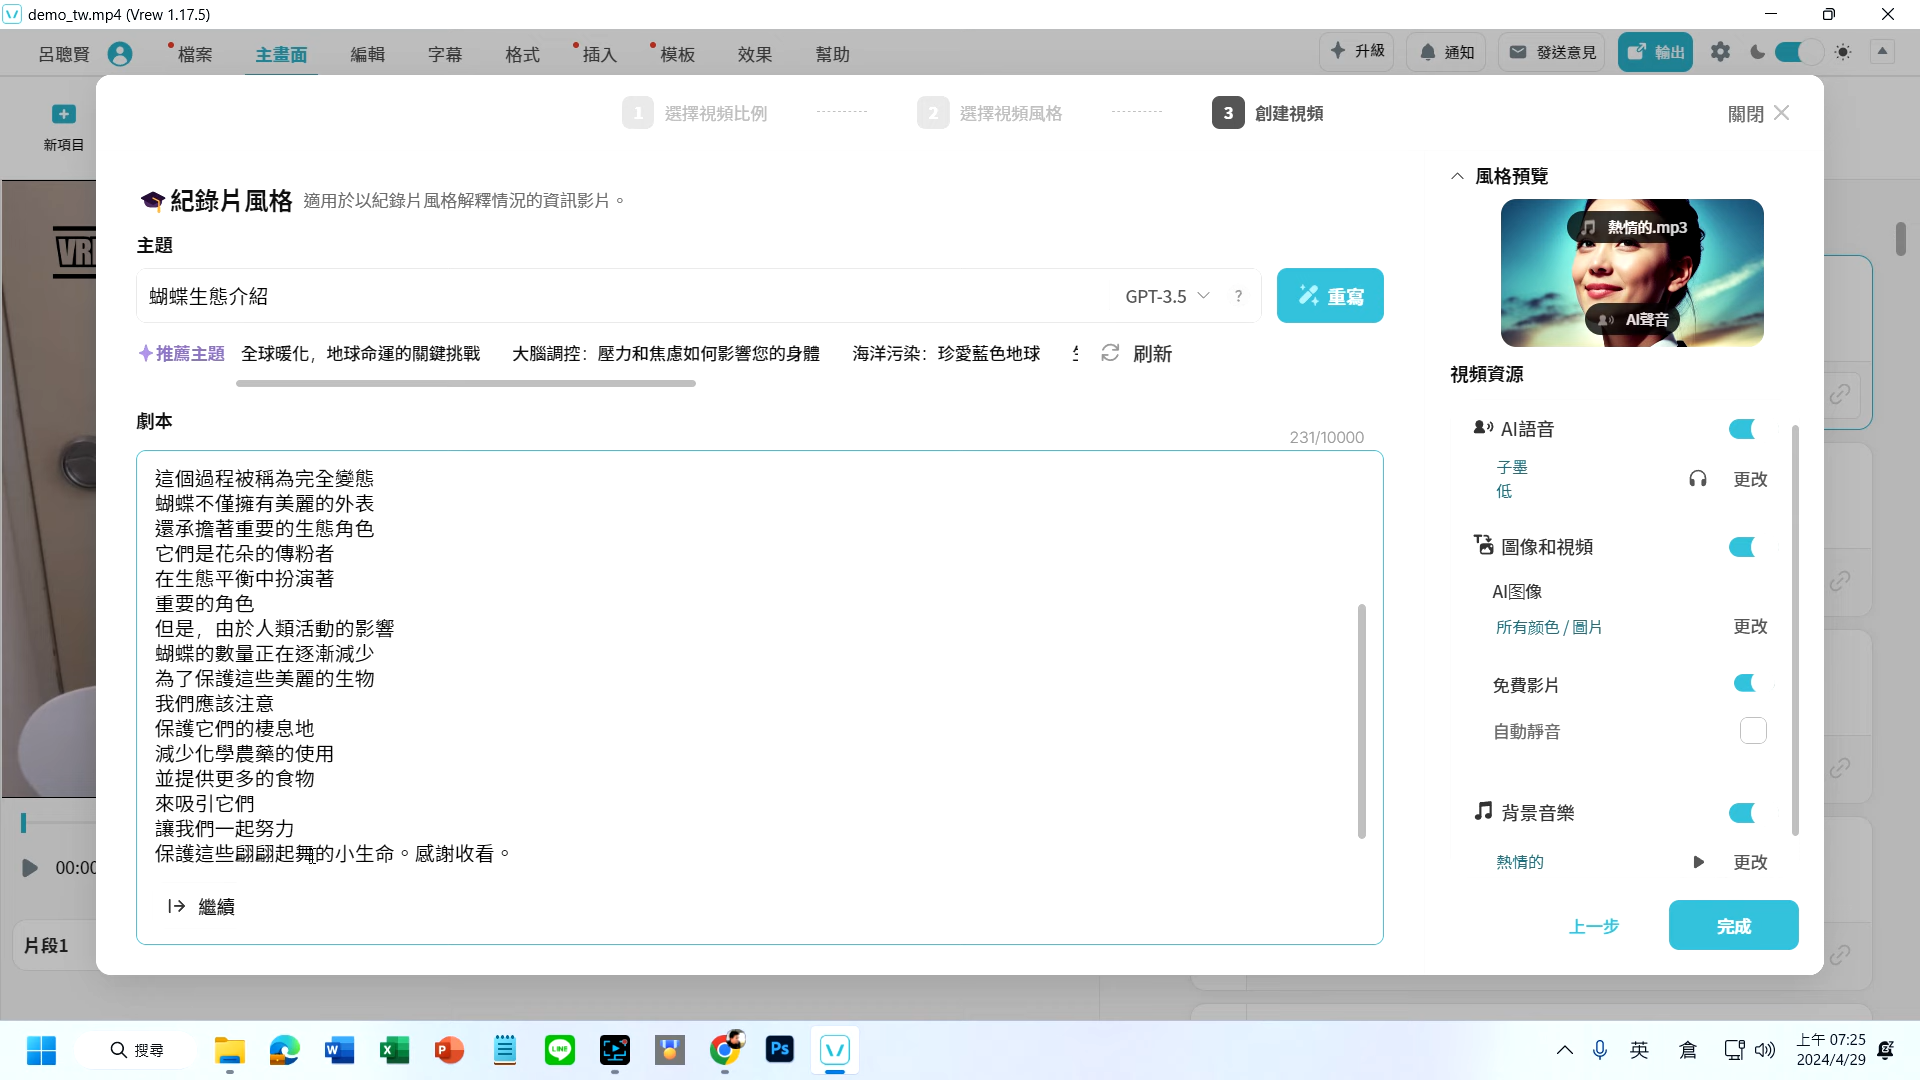 demo_tw.mp4 (Vrew 1.17.5)
呂聰賢
檔案
主畫面
編輯
字幕
格式
插入
模板
效果
幫助
升級
通知
發送意見
輸出
新項目
1 選擇視頻比例
2 選擇視頻風格
3 創建視頻
關閉
紀錄片風格 適用於以紀錄片風格解釋情況的資訊影片。
主題
蝴蝶生態介紹
GPT-3.5
?
重寫
推薦主題
全球暖化，地球命運的關鍵挑戰
大腦調控：壓力和焦慮如何影響您的身體
海洋污染：珍愛藍色地球
刷新
劇本
231/10000
這個過程被稱為完全變態
蝴蝶不僅擁有美麗的外表
還承擔著重要的生態角色
它們是花朵的傳粉者
在生態平衡中扮演著
重要的角色
但是，由於人類活動的影響
蝴蝶的數量正在逐漸減少
為了保護這些美麗的生物
我們應該注意
保護它們的棲息地
減少化學農藥的使用
並提供更多的食物
來吸引它們
讓我們一起努力
保護這些翩翩起舞的小生命。感謝收看。
繼續
風格預覽
熱情的.mp3
AI聲音
視頻資源
AI語音
子墨
低
更改
圖像和視頻
AI图像
所有颜色 / 圖片
更改
免費影片
自動靜音
背景音樂
熱情的
更改
上一步
完成
VR
00:00
片段1
搜尋
LINE
Ps
英
倉
上午 07:25
2024/4/29